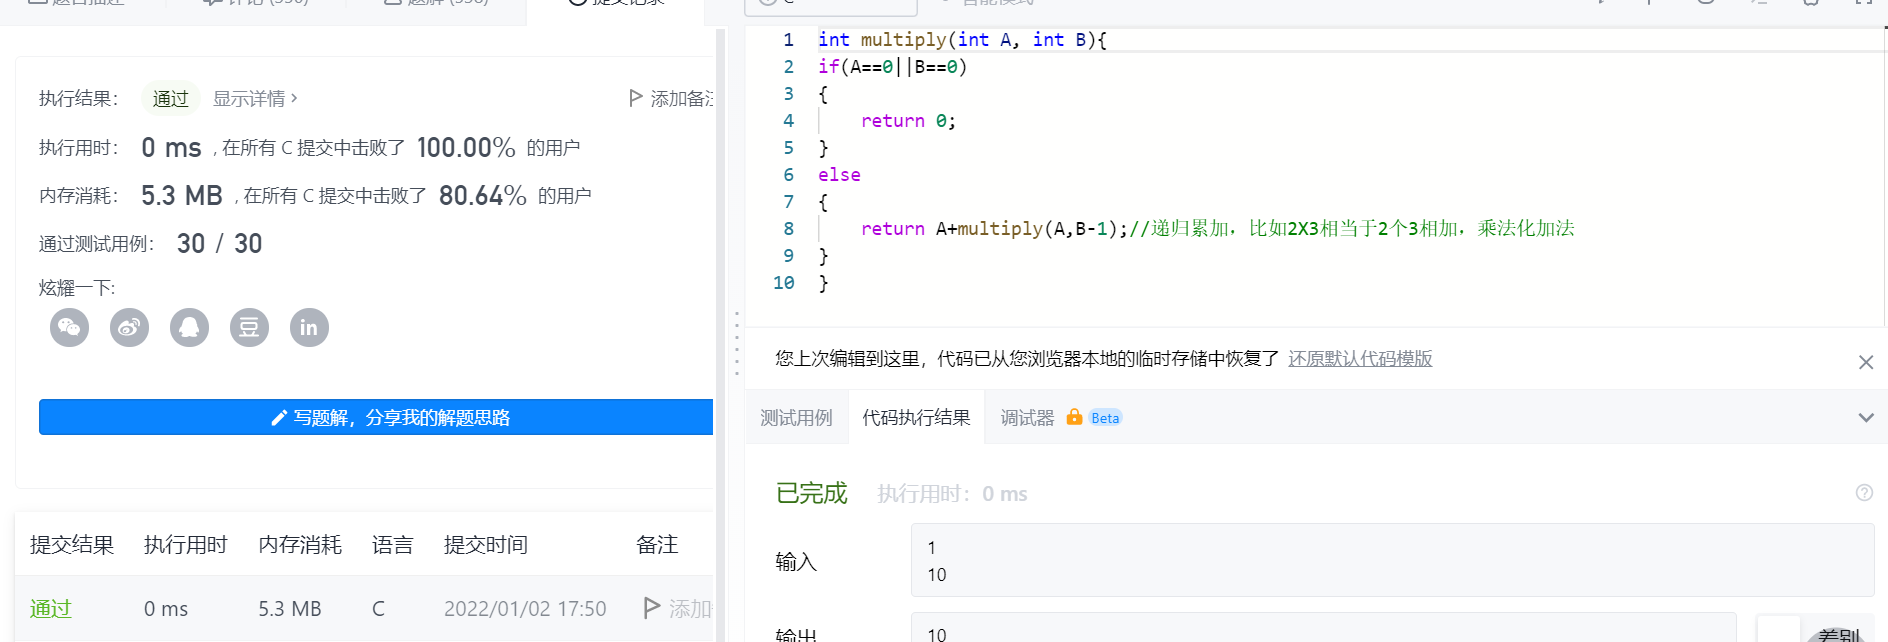 提交记录
执行结果： 通过 显示详情 >
添加备注
执行用时： 0 ms , 在所有 C 提交中击败了 100.00% 的用户
内存消耗： 5.3 MB , 在所有 C 提交中击败了 80.64% 的用户
通过测试用例： 30 / 30
炫耀一下:
豆
in
写题解，分享我的解题思路
提交结果 执行用时 内存消耗 语言 提交时间 备注
通过 0 ms 5.3 MB C 2022/01/02 17:50 添加
1 int multiply(int A, int B){
2 if(A==0||B==0)
3 {
4 return 0;
5 }
6 else
7 {
8 return A+multiply(A,B-1);//递归累加，比如2X3相当于2个3相加，乘法化加法
9 }
10 }
您上次编辑到这里，代码已从您浏览器本地的临时存储中恢复了 还原默认代码模版
测试用例 代码执行结果 调试器 Beta
已完成 执行用时：0 ms
输入
1
10
输出 10
差别